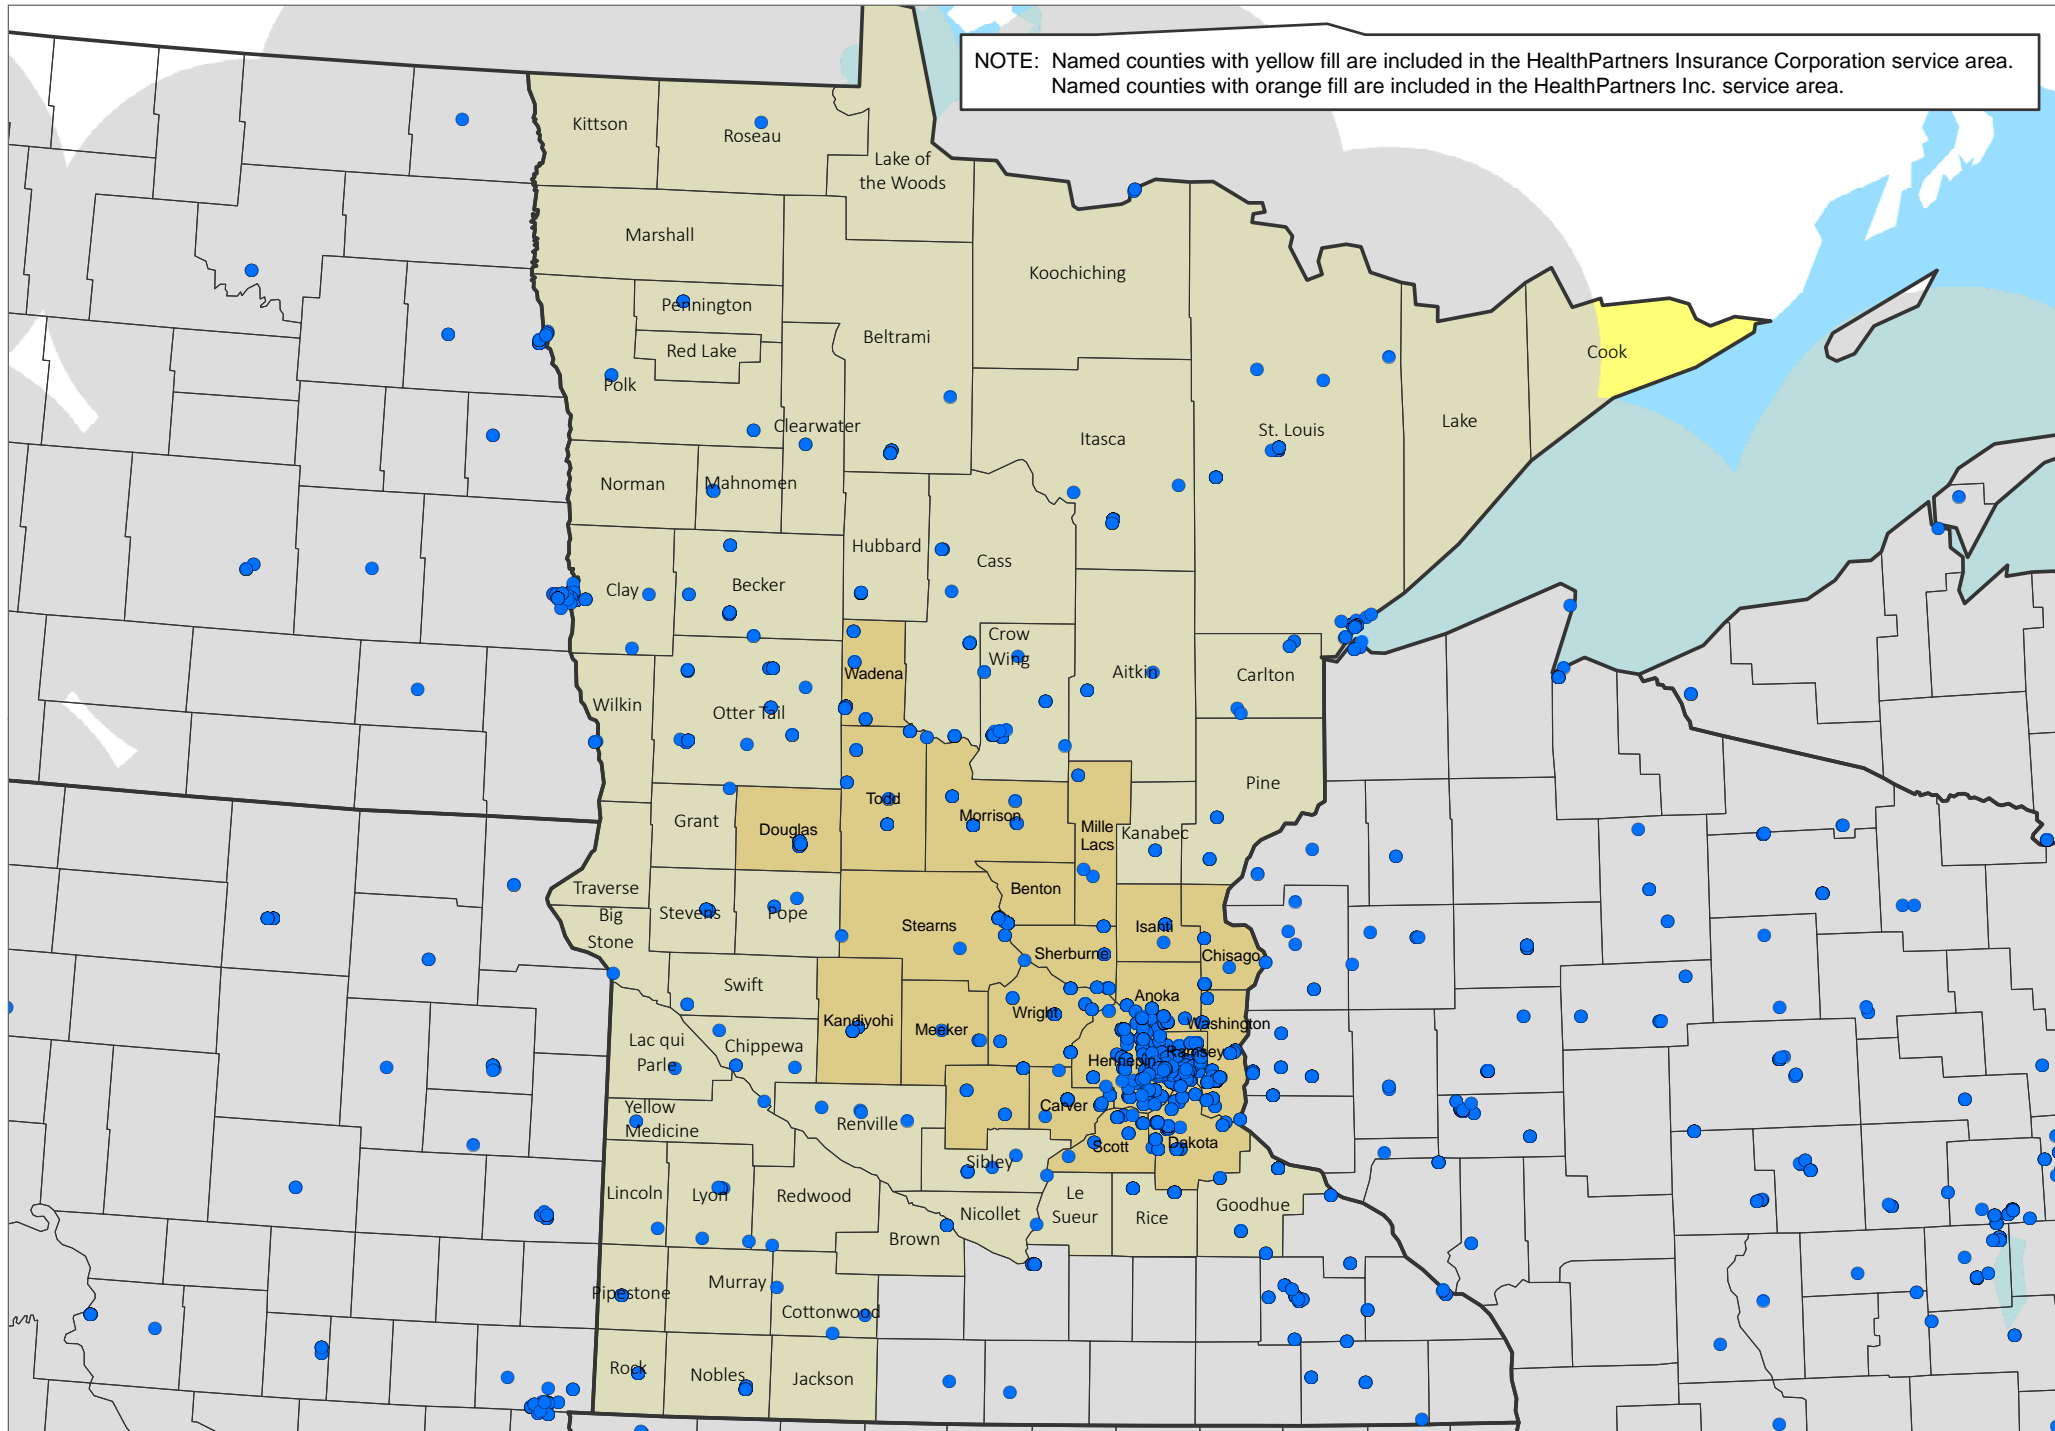 NOTE: Named counties with yellow fill are included in the HealthPartners Insurance Corporation service area.
Named counties with orange fill are included in the HealthPartners Inc. service area.
Kittson
Roseau
Lake of
the Woods
Marshall
Koochiching
Pennington
Beltrami
Red Lake
Cook
Polk
Lake
Clearwater
St. Louis
Itasca
Norman
Mahnomen
Hubbard
Cass
Clay
Becker
Crow
Wing
Aitkin
Carlton
Wadena
Wilkin
Otter Tail
Pine
Todd
Morrison
Grant
Douglas
Mille
Lacs
Kanabec
Traverse
Benton
Big
Stone
Stevens
Pope
Stearns
Isanti
Sherburne
Chisago
Swift
Anoka
Wright
Kandiyohi
Meeker
Washington
Lac qui
Parle
Chippewa
Hennepin
Ramsey
Yellow
Medicine
Renville
Carver
Scott
Dakota
Sibley
Lincoln
Lyon
Redwood
Le
Sueur
Nicollet
Rice
Goodhue
Brown
Pipestone
Murray
Cottonwood
Rock
Nobles
Jackson